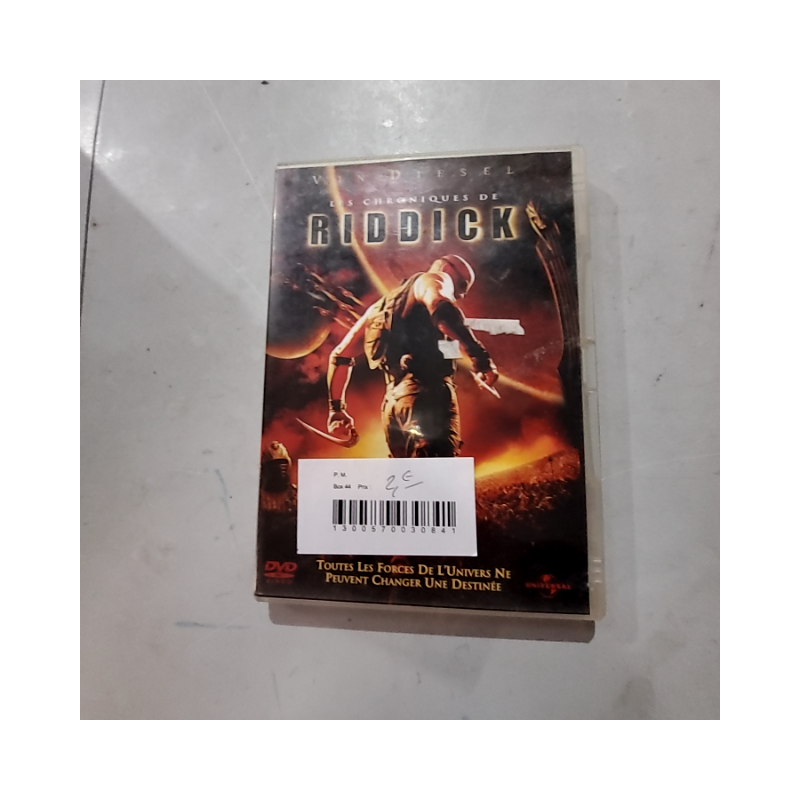 VIN DIESEL
LES CHRONIQUES DE
RIDDICK
P. M.
Box 44 Prix
2,€
1300570030841
DVD
VIDEO
TOUTES LES FORCES DE L'UNIVERS NE
PEUVENT CHANGER UNE DESTINÉE
UNIVERSAL